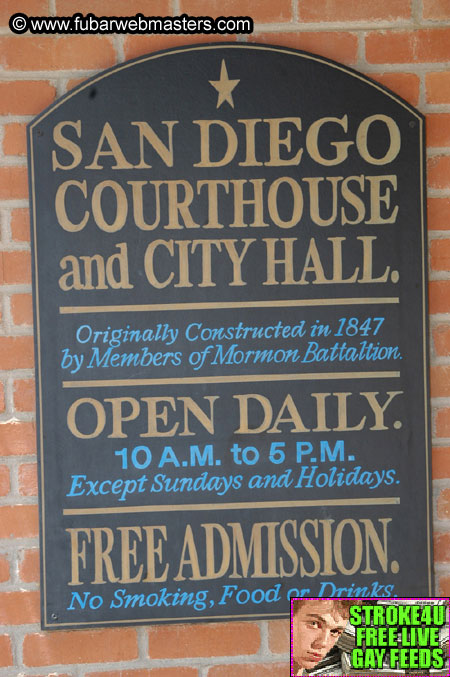 © www.fubarwebmasters.com
SAN DIEGO
COURTHOUSE
and CITY HALL.
Originally Constructed in 1847
by Members of Mormon Battaltion.
OPEN DAILY.
10 A.M. to 5 P.M.
Except Sundays and Holidays.
FREE ADMISSION.
No Smoking, Food or Drinks.
STROKE4U
FREE LIVE
GAY FEEDS